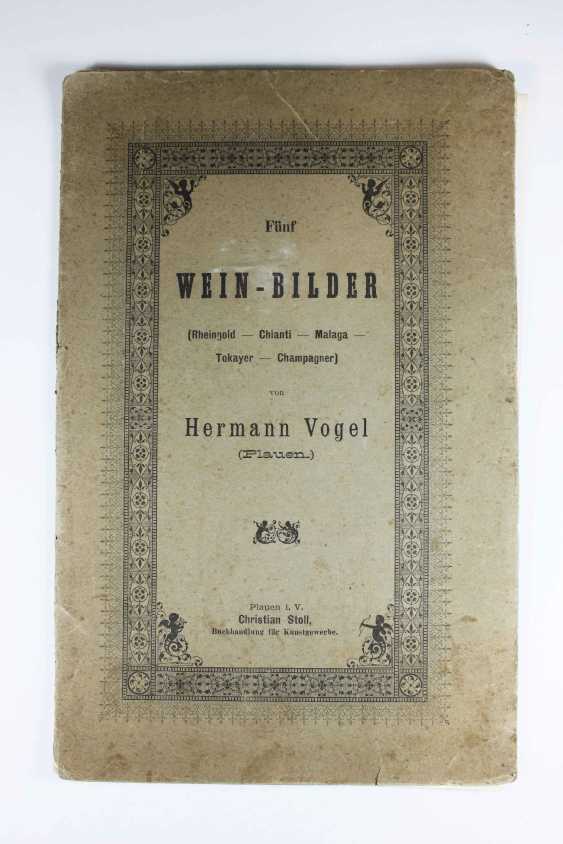 Fünf
WEIN-BILDER
(Rheingold — Chianti — Malaga —
Tokayer — Champagner)
von
Hermann Vogel
(Plauen.)
Plauen i. V.
Christian Stoll,
Buchhandlung für Kunstgewerbe.